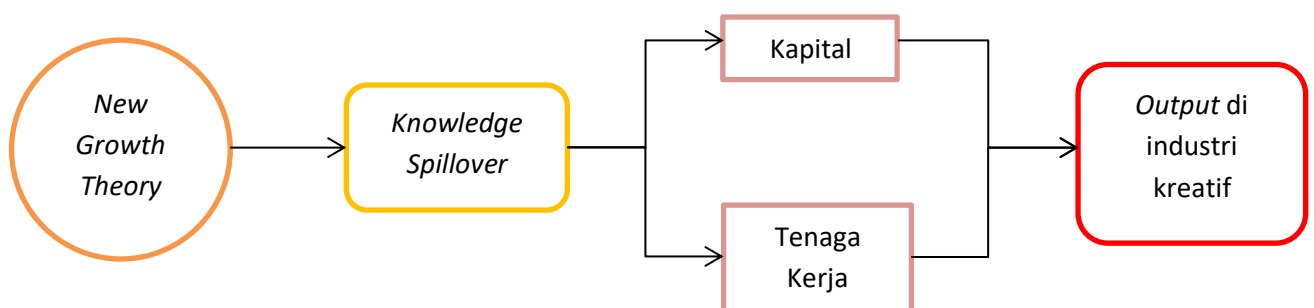 New
Growth
Theory
Knowledge
Spillover
Kapital
Tenaga
Kerja
Output di
industri
kreatif